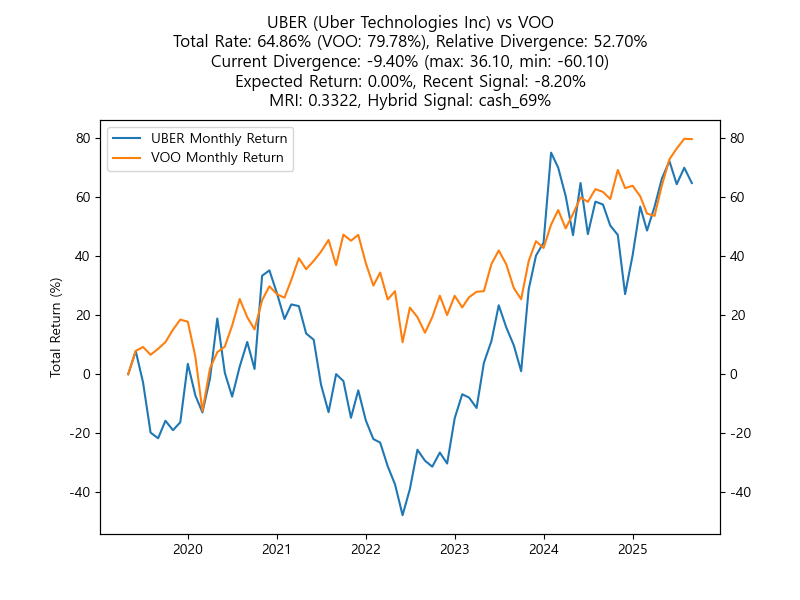 UBER (Uber Technologies Inc) vs VOO
Total Rate: 64.86% (VOO: 79.78%), Relative Divergence: 52.70%
Current Divergence: -9.40% (max: 36.10, min: -60.10)
Expected Return: 0.00%, Recent Signal: -8.20%
MRI: 0.3322, Hybrid Signal: cash_69%
UBER Monthly Return
VOO Monthly Return
Total Return (%)
80
60
40
20
0
-20
-40
80
60
40
20
0
-20
-40
2020
2021
2022
2023
2024
2025